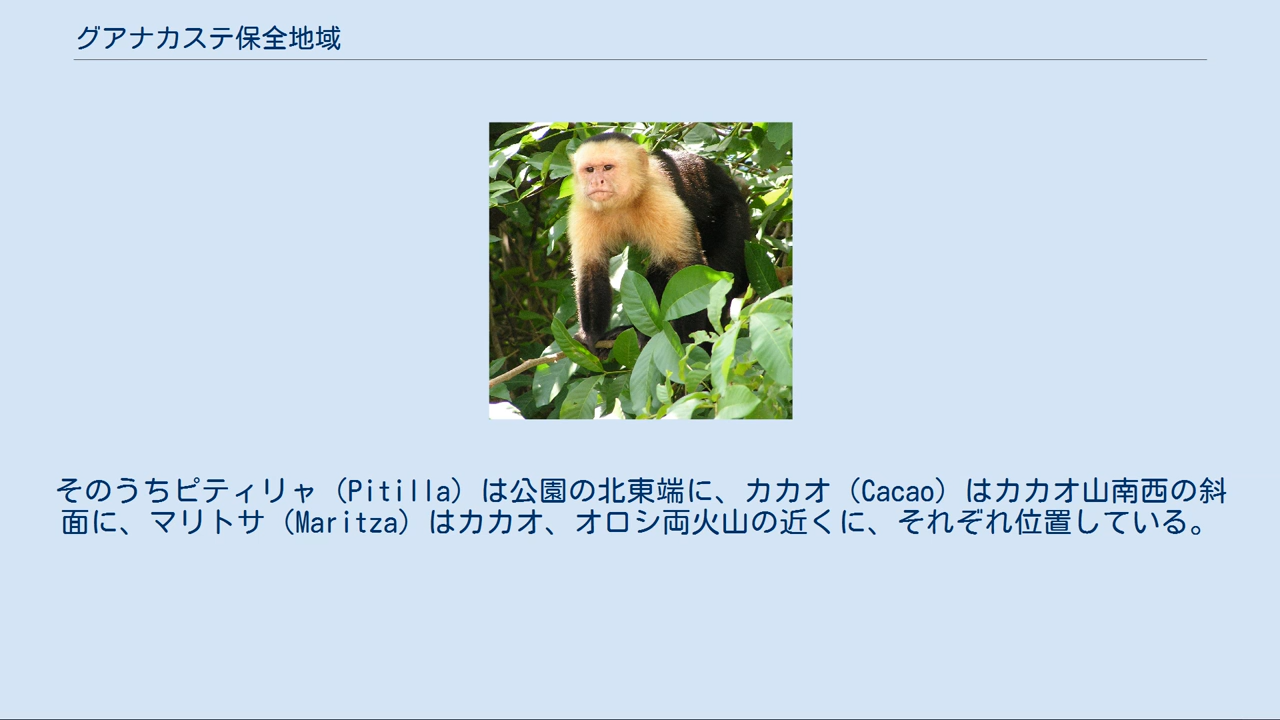 グアナカステ保全地域
そのうちピティリャ（Pitilla）は公園の北東端に、カカオ（Cacao）はカカオ山南西の斜
面に、マリトサ（Maritza）はカカオ、オロシ両火山の近くに、それぞれ位置している。